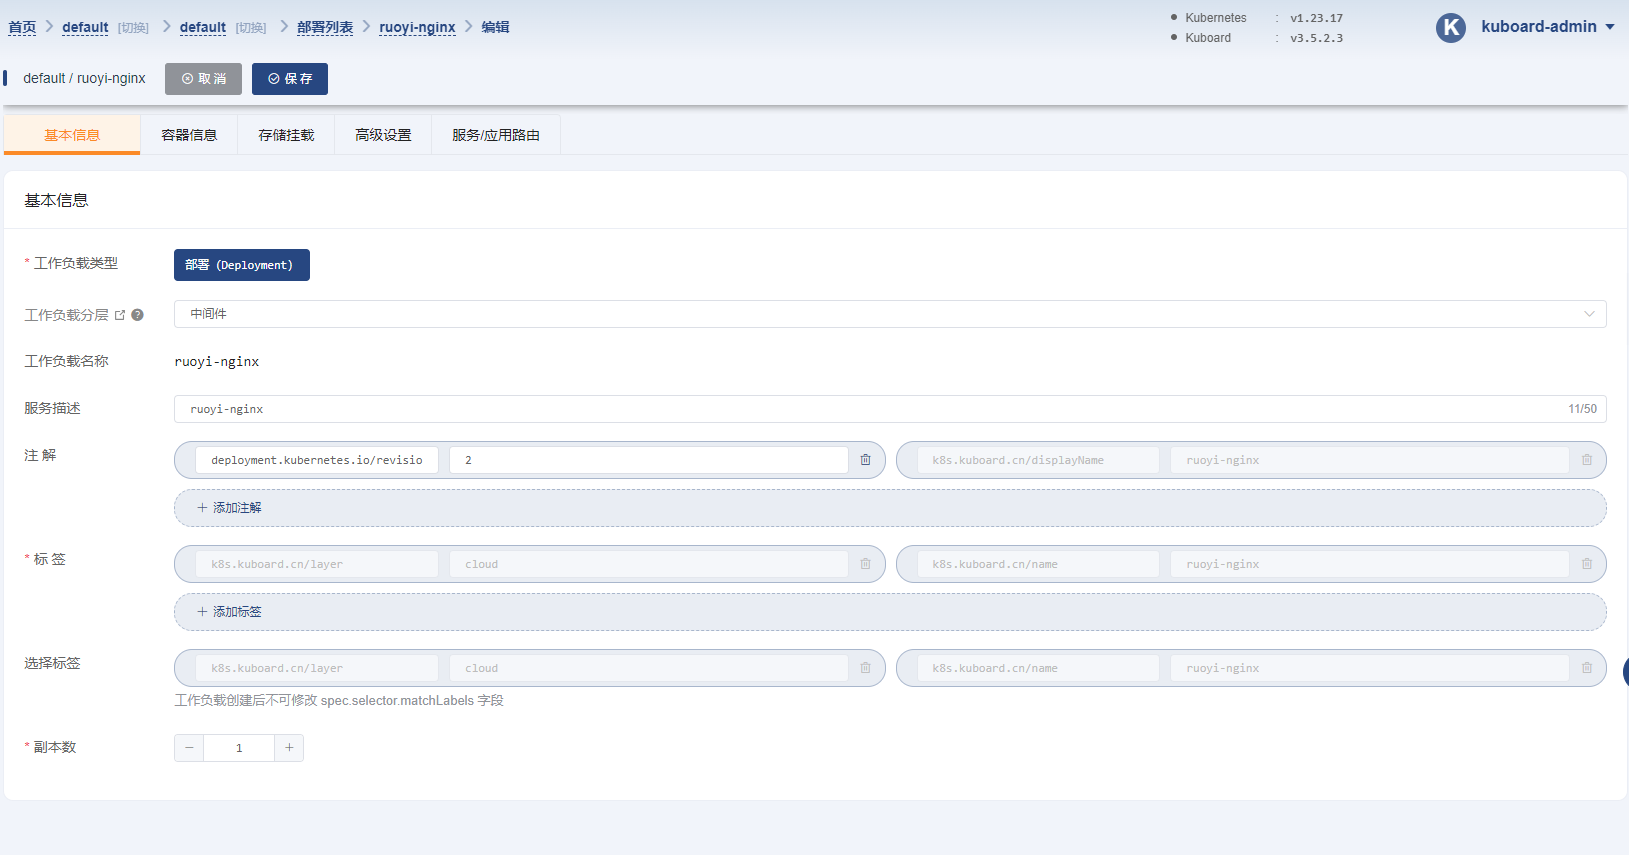 首页 > default [切换] > default [切换] > 部署列表 > ruoyi-nginx > 编辑
Kubernetes : v1.23.17
Kuboard : v3.5.2.3
K kuboard-admin
default / ruoyi-nginx 取 消 保 存
基本信息 容器信息 存储挂载 高级设置 服务/应用路由
基本信息
* 工作负载类型 部署 (Deployment)
工作负载分层 ? 中间件
工作负载名称 ruoyi-nginx
服务描述 ruoyi-nginx 11/50
注 解 deployment.kubernetes.io/revisio 2 k8s.kuboard.cn/displayName ruoyi-nginx
+ 添加注解
* 标 签 k8s.kuboard.cn/layer cloud k8s.kuboard.cn/name ruoyi-nginx
+ 添加标签
选择标签 k8s.kuboard.cn/layer cloud k8s.kuboard.cn/name ruoyi-nginx
工作负载创建后不可修改 spec.selector.matchLabels 字段
* 副本数 − 1 +